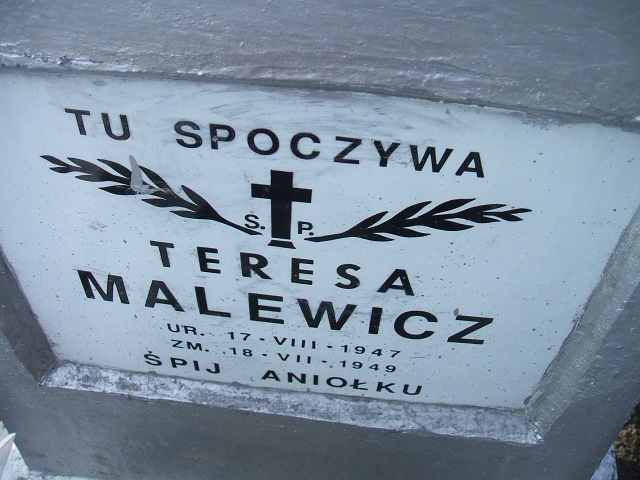 TU SPOCZYWA
Ś. P.
TERESA
MALEWICZ
UR. 17-VIII-1947
ZM. 18-VII-1949
ŚPIJ ANIOŁKU